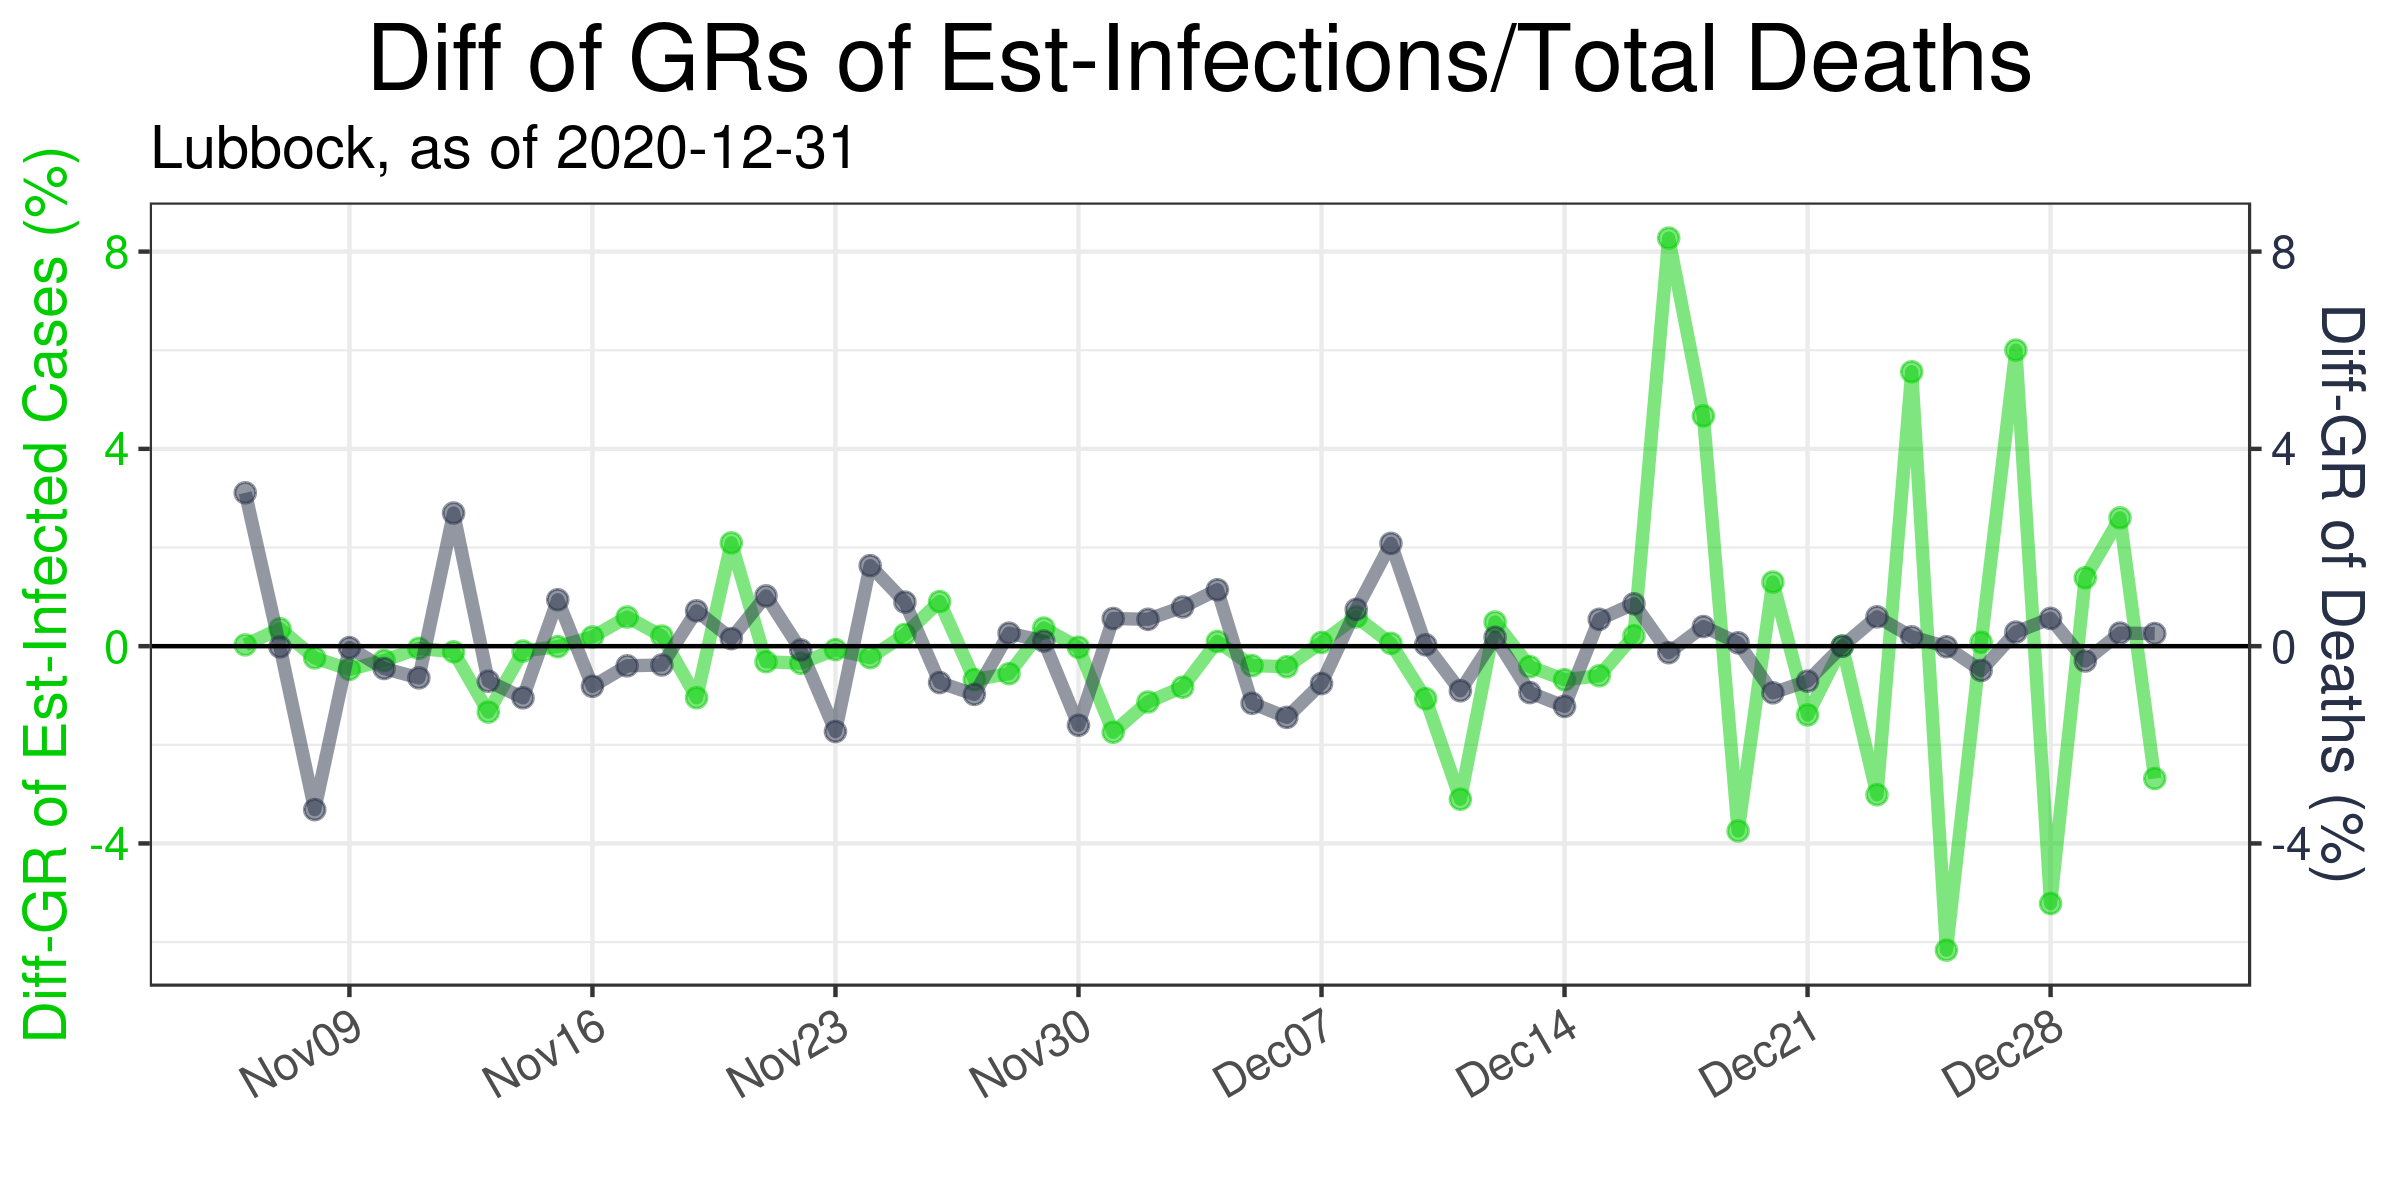 Diff of GRs of Est-Infections/Total Deaths
Lubbock, as of 2020-12-31
Diff-GR of Est-Infected Cases (%)
8
4
0
-4
8
4
0
-4
Diff-GR of Deaths (%)
Nov09
Nov16
Nov23
Nov30
Dec07
Dec14
Dec21
Dec28